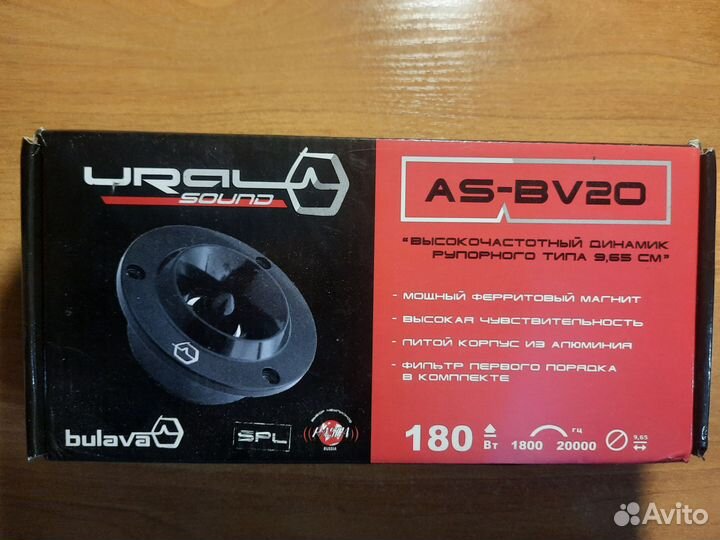 URAL
SOUND
AS-BV20
"ВЫСОКОЧАСТОТНЫЙ ДИНАМИК
РУПОРНОГО ТИПА 9,65 СМ"
- МОЩНЫЙ ФЕРРИТОВЫЙ МАГНИТ
- ВЫСОКАЯ ЧУВСТВИТЕЛЬНОСТЬ
- ЛИТОЙ КОРПУС ИЗ АЛЮМИНИЯ
- ФИЛЬТР ПЕРВОГО ПОРЯДКА
В КОМПЛЕКТЕ
bulava
SPL
RUSSIA
180 Вт
1800 ГЦ 20000
9,65
Avito